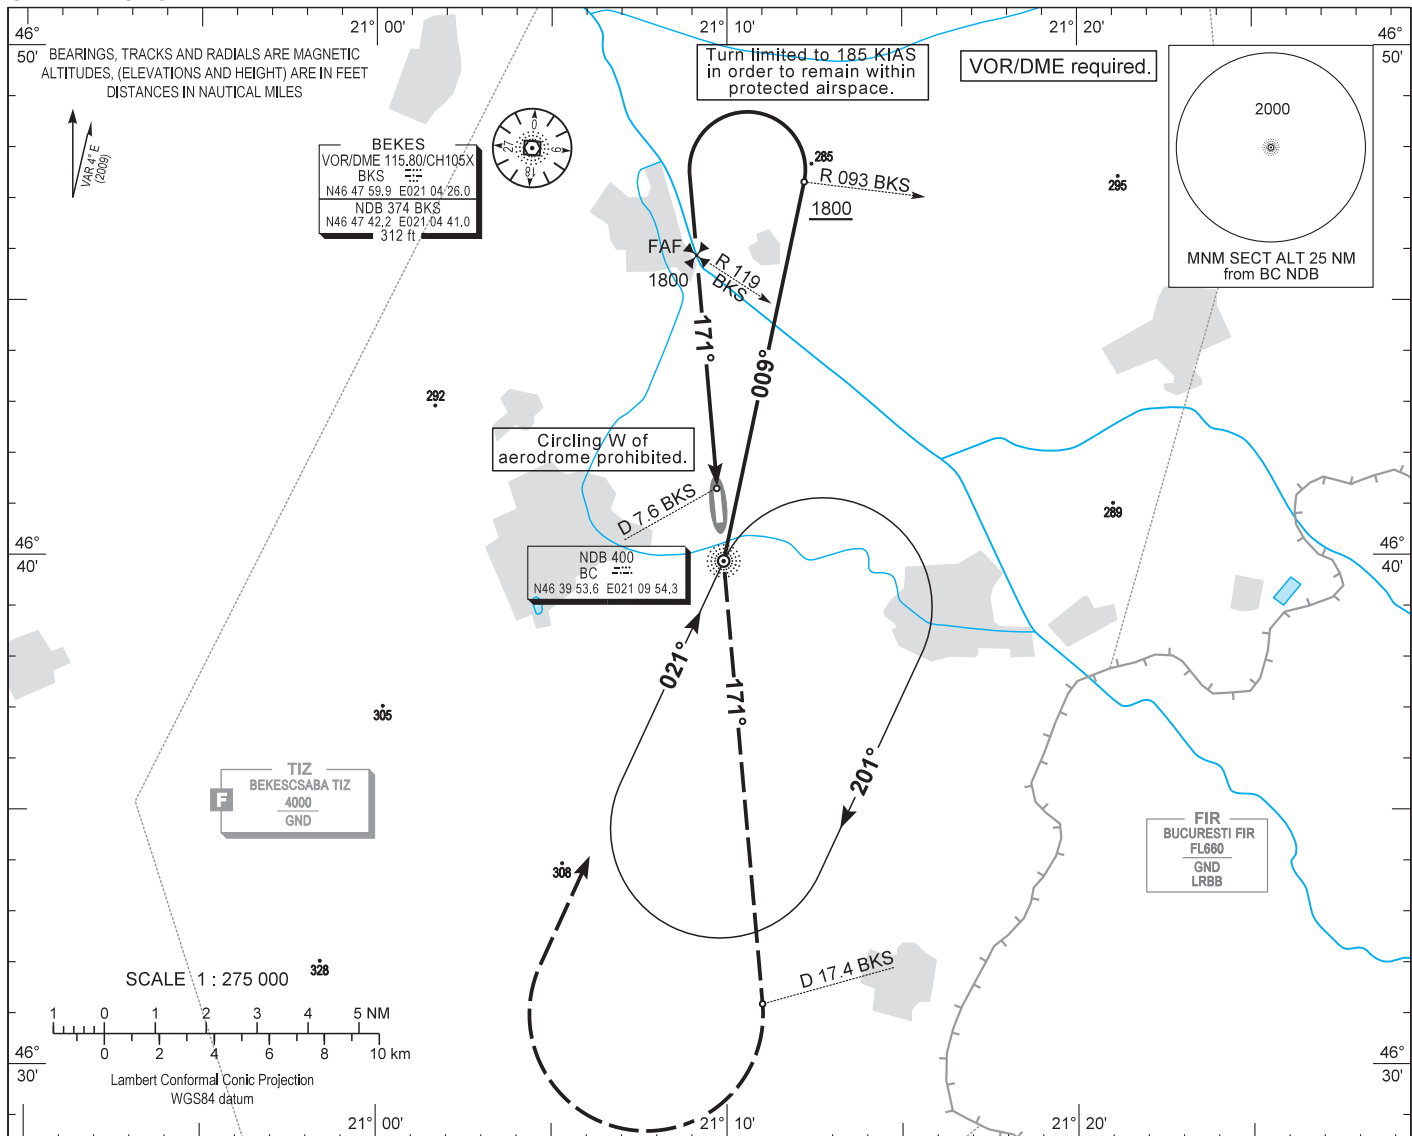 21° 00'
21° 10'
21° 20'
46°
50'
46°
50'
BEARINGS, TRACKS AND RADIALS ARE MAGNETIC
ALTITUDES, (ELEVATIONS AND HEIGHT) ARE IN FEET
DISTANCES IN NAUTICAL MILES
VAR 4° E
(2009)
Turn limited to 185 KIAS
in order to remain within
protected airspace.
VOR/DME required.
2000
MNM SECT ALT 25 NM
from BC NDB
BEKES
VOR/DME 115.80/CH105X
BKS
N46 47 59.9 E021 04 26.0
NDB 374 BKS
N46 47 42.2 E021 04 41.0
312 ft
0
9
18
27
285
R 093 BKS
1800
295
FAF
1800
R 119
BKS
171°
009°
292
Circling W of
aerodrome prohibited.
D 7.6 BKS
289
46°
40'
46°
40'
NDB 400
BC
N46 39 53.6 E021 09 54.3
021°
171°
201°
305
TIZ
BEKESCSABA TIZ
4000
GND
F
FIR
BUCURESTI FIR
FL660
GND
LRBB
308
328
D 17.4 BKS
SCALE 1 : 275 000
1 0 1 2 3 4 5 NM
0 2 4 6 8 10 km
Lambert Conformal Conic Projection
WGS84 datum
46°
30'
46°
30'
21° 00'
21° 10'
21° 20'